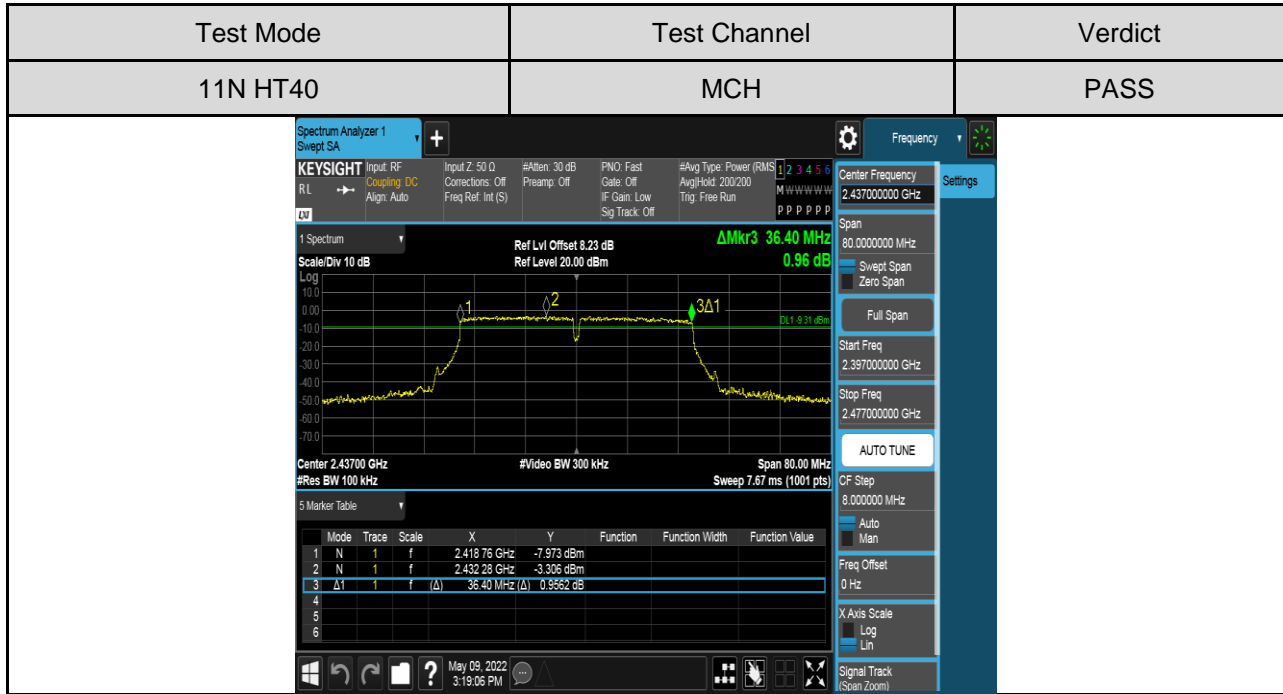 Test Mode Test Channel Verdict
11N HT40 MCH PASS
Spectrum Analyzer 1
Swept SA
+
Frequency
KEYSIGHT
RL
LXI
Input: RF
Coupling: DC
Align: Auto
Input Z: 50 Ω
Corrections: Off
Freq Ref: Int (S)
#Atten: 30 dB
Preamp: Off
PNO: Fast
Gate: Off
IF Gain: Low
Sig Track: Off
#Avg Type: Power (RMS
Avg|Hold: 200/200
Trig: Free Run
1 2 3 4 5 6
M W W W W W
P P P P P P
Center Frequency
2.437000000 GHz
Settings
1 Spectrum
Ref Lvl Offset 8.23 dB
ΔMkr3 36.40 MHz
Scale/Div 10 dB
Ref Level 20.00 dBm
0.96 dB
Log
10.0
0.00
-10.0
-20.0
-30.0
-40.0
-50.0
-60.0
-70.0
1
2
3Δ1
DL1 -9.31 dBm
Center 2.43700 GHz
#Video BW 300 kHz
Span 80.00 MHz
#Res BW 100 kHz
Sweep 7.67 ms (1001 pts)
Span
80.0000000 MHz
Swept Span
Zero Span
Full Span
Start Freq
2.397000000 GHz
Stop Freq
2.477000000 GHz
AUTO TUNE
CF Step
8.000000 MHz
Auto
Man
Freq Offset
0 Hz
X Axis Scale
Log
Lin
Signal Track
(Span Zoom)
5 Marker Table
Mode Trace Scale X Y Function Function Width Function Value
1 N 1 f 2.418 76 GHz -7.973 dBm
2 N 1 f 2.432 28 GHz -3.306 dBm
3 Δ1 1 f (Δ) 36.40 MHz (Δ) 0.9562 dB
4
5
6
?
May 09, 2022
3:19:06 PM